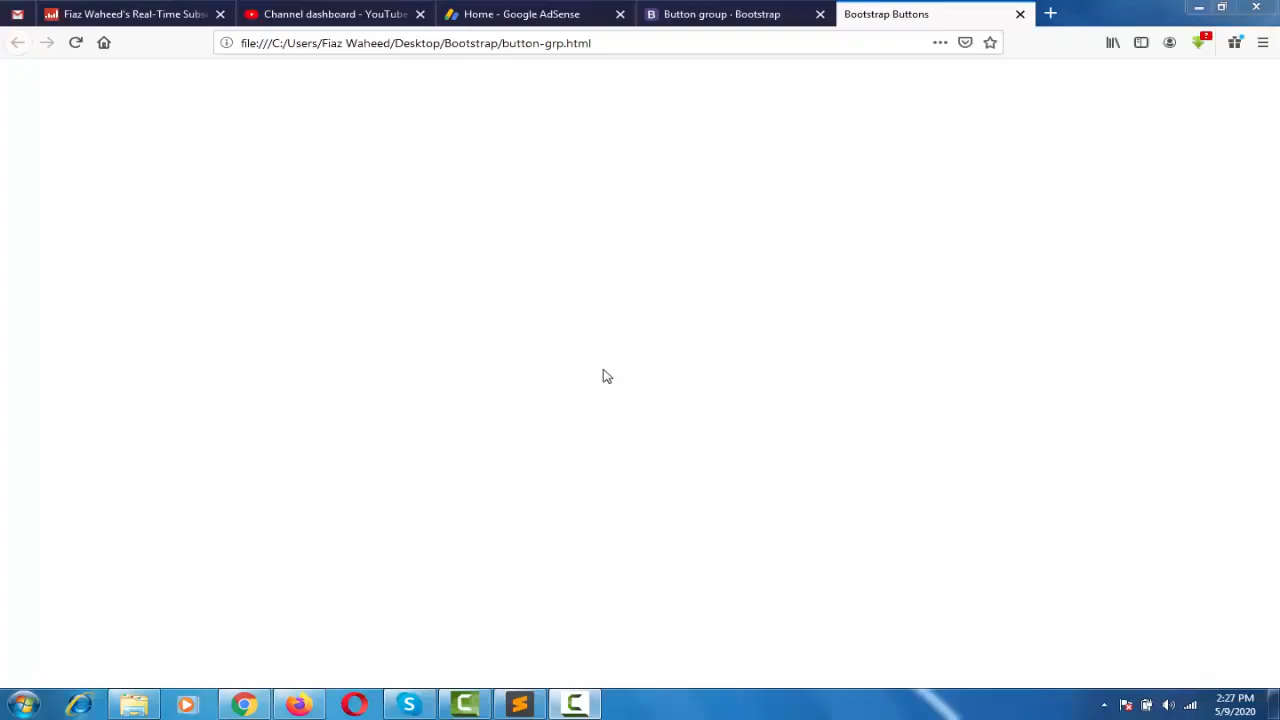 Fiaz Waheed's Real-Time Subs
Channel dashboard - YouTube
Home - Google AdSense
Button group · Bootstrap
Bootstrap Buttons
file:///C:/Users/Fiaz Waheed/Desktop/Bootstrap/button-grp.html
2:27 PM
5/9/2020